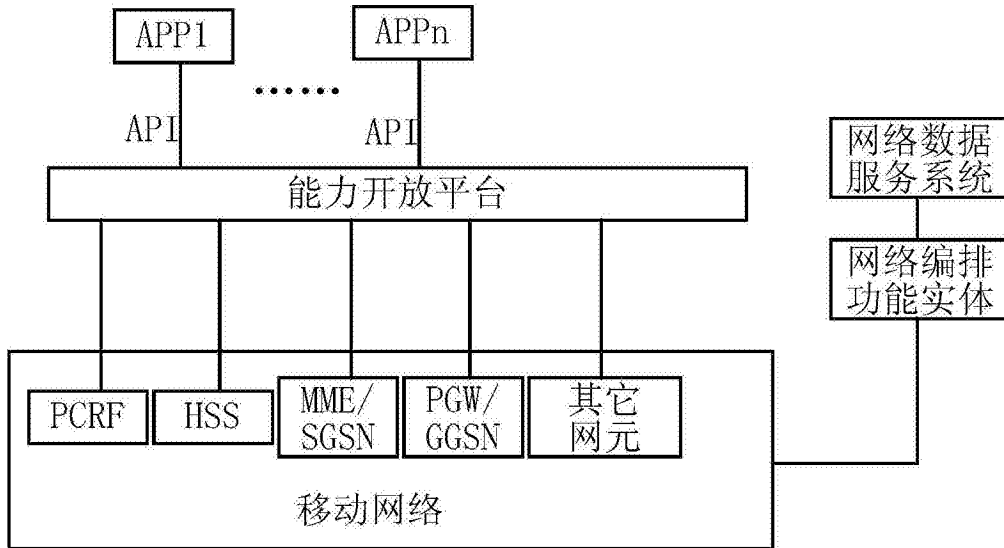 APP1
APPn
......
API
API
网络数据
服务系统
能力开放平台
网络编排
功能实体
PCRF
HSS
MME/
SGSN
PGW/
GGSN
其它
网元
移动网络